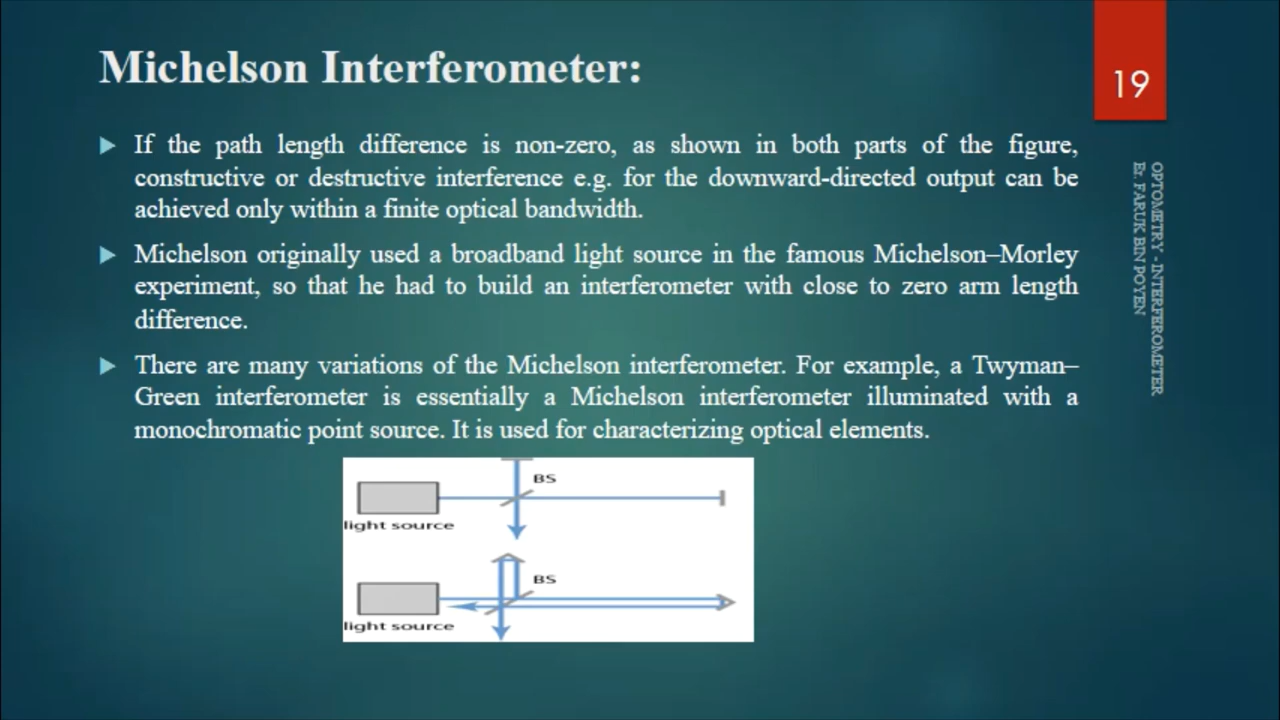 Michelson Interferometer:
19
If the path length difference is non-zero, as shown in both parts of the figure,
constructive or destructive interference e.g. for the downward-directed output can be
achieved only within a finite optical bandwidth.
Michelson originally used a broadband light source in the famous Michelson–Morley
experiment, so that he had to build an interferometer with close to zero arm length
difference.
There are many variations of the Michelson interferometer. For example, a Twyman–
Green interferometer is essentially a Michelson interferometer illuminated with a
monochromatic point source. It is used for characterizing optical elements.
BS
light source
BS
light source
OPTOMETRY - INTERFEROMETER
Er. FARUK BIN POYEN